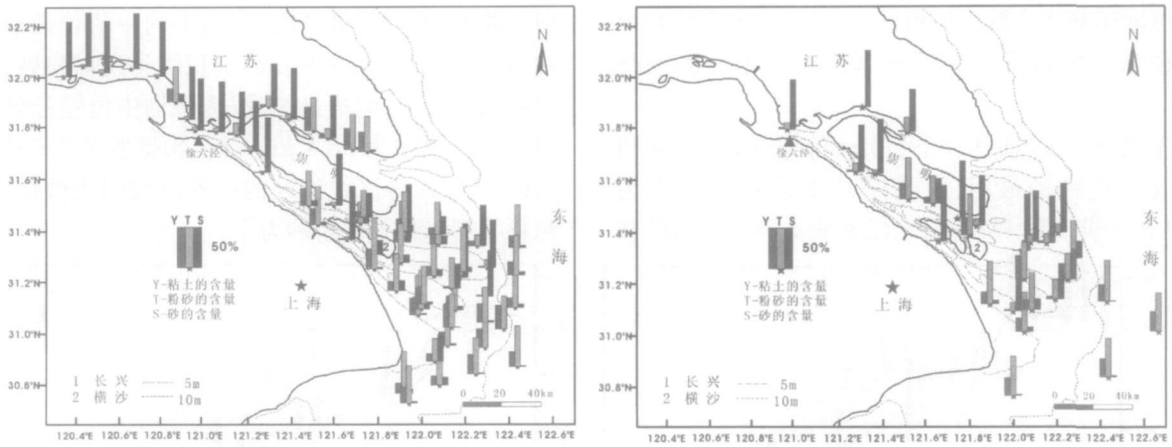 32.2°N
32.0°N
31.8°N
31.6°N
31.4°N
31.2°N
31.0°N
30.8°N
江 苏
N
徐六泾
崇
明
东
海
2
Y T S
50%
Y-粘土的含量
T-粉砂的含量
S-砂的含量
上 海
1 长 兴 5m
2 横 沙 10m
0 20 40km
120.4°E 120.6°E 120.8°E 121.0°E 121.2°E 121.4°E 121.6°E 121.8°E 122.0°E 122.2°E 122.4°E 122.6°E
32.2°N
32.0°N
31.8°N
31.6°N
31.4°N
31.2°N
31.0°N
30.8°N
江 苏
N
徐六泾
崇
明
东
海
2
Y T S
50%
Y-粘土的含量
T-粉砂的含量
S-砂的含量
上 海
1 长 兴 5m
2 横 沙 10m
0 20 40km
120.4°E 120.6°E 120.8°E 121.0°E 121.2°E 121.4°E 121.6°E 121.8°E 122.0°E 122.2°E 122.4°E 122.6°E